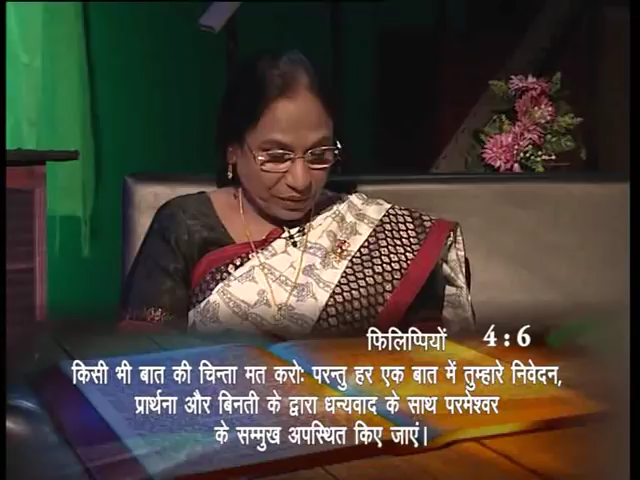 फिलिप्पियों 4:6
किसी भी बात की चिन्ता मत करोः परन्तु हर एक बात में तुम्हारे निवेदन,
प्रार्थना और बिनती के द्वारा धन्यवाद के साथ परमेश्वर
के सम्मुख अपस्थित किए जाएं।